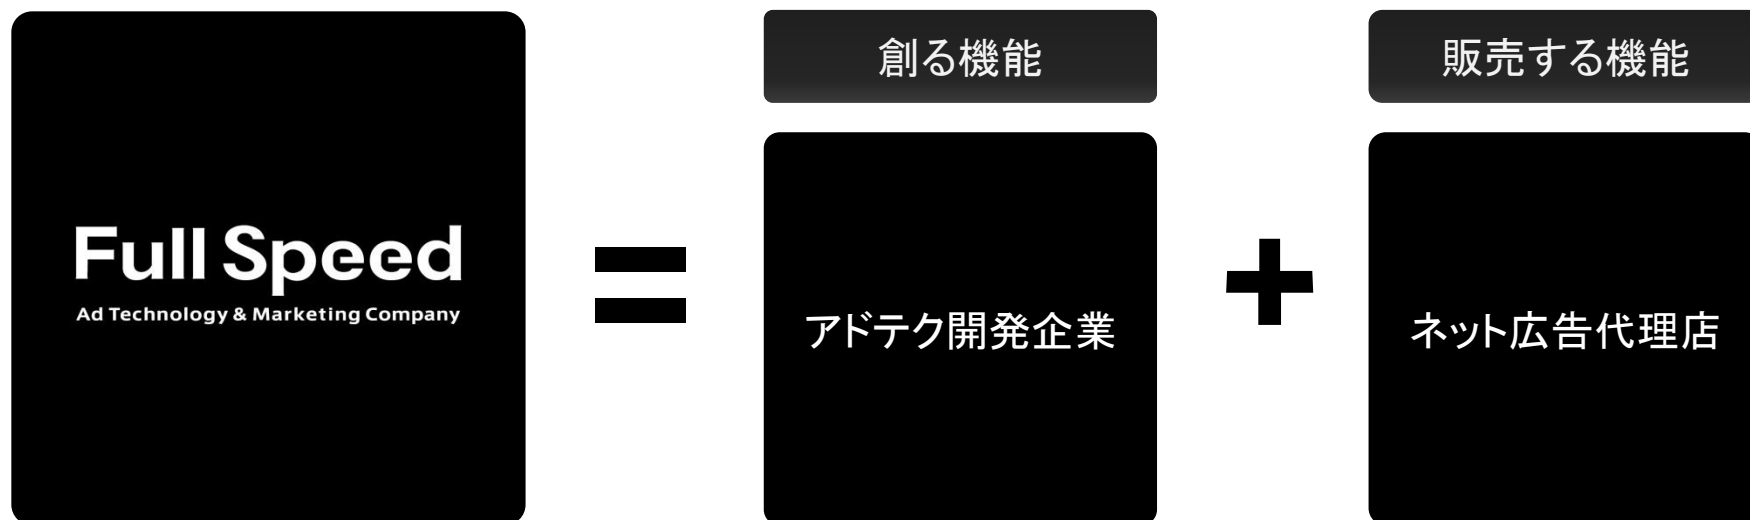 Full Speed
Ad Technology & Marketing Company
=
創る機能
アドテク開発企業
+
販売する機能
ネット広告代理店